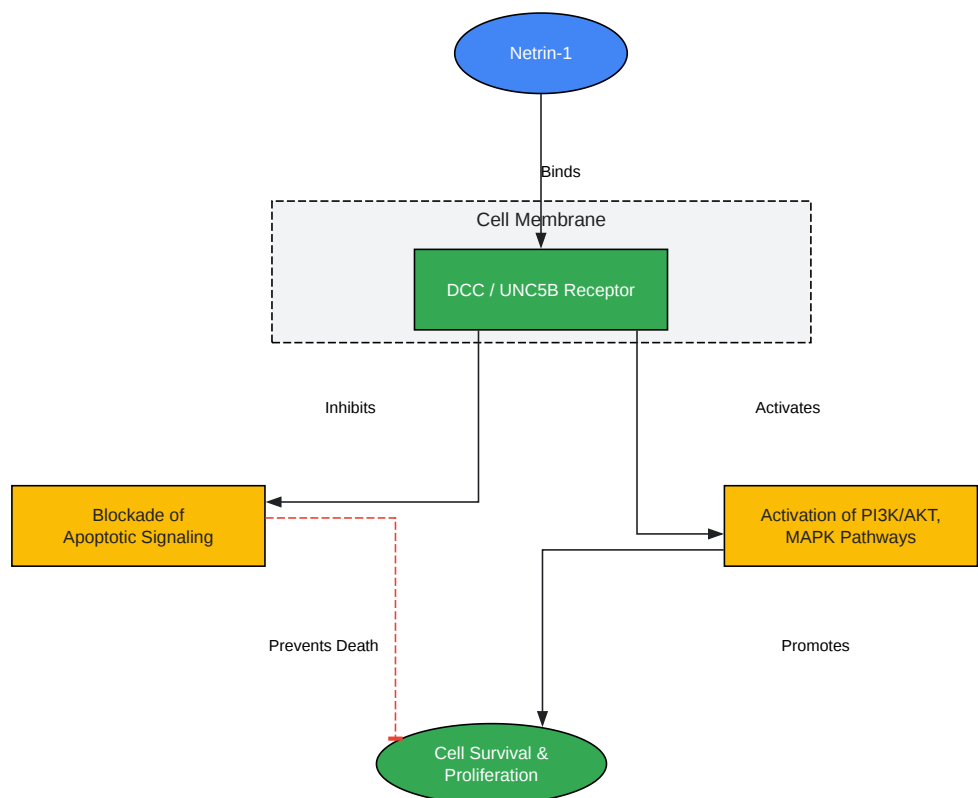 Netrin-1
Binds
Cell Membrane
DCC / UNC5B Receptor
Inhibits
Activates
Blockade of
Apoptotic Signaling
Activation of PI3K/AKT,
MAPK Pathways
Prevents Death
Promotes
Cell Survival &
Proliferation